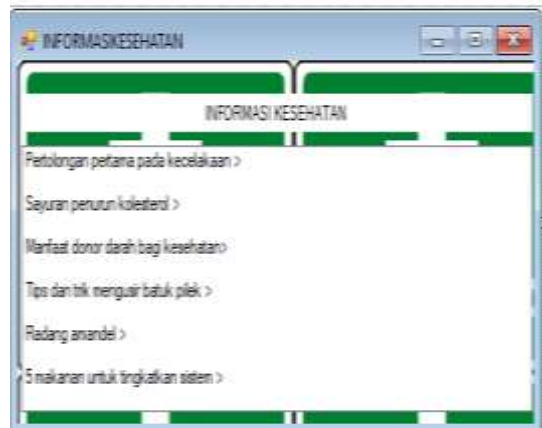 INFORMASIKESEHATAN
INFORMASI KESEHATAN
Pertolongan pertama pada kecelakaan >
Sayuran penurun kolesterol >
Manfaat donor darah bagi kesehatan>
Tips dan trik mengusir batuk pilek >
Radang amandel >
5 makanan untuk tingkatkan sistem >